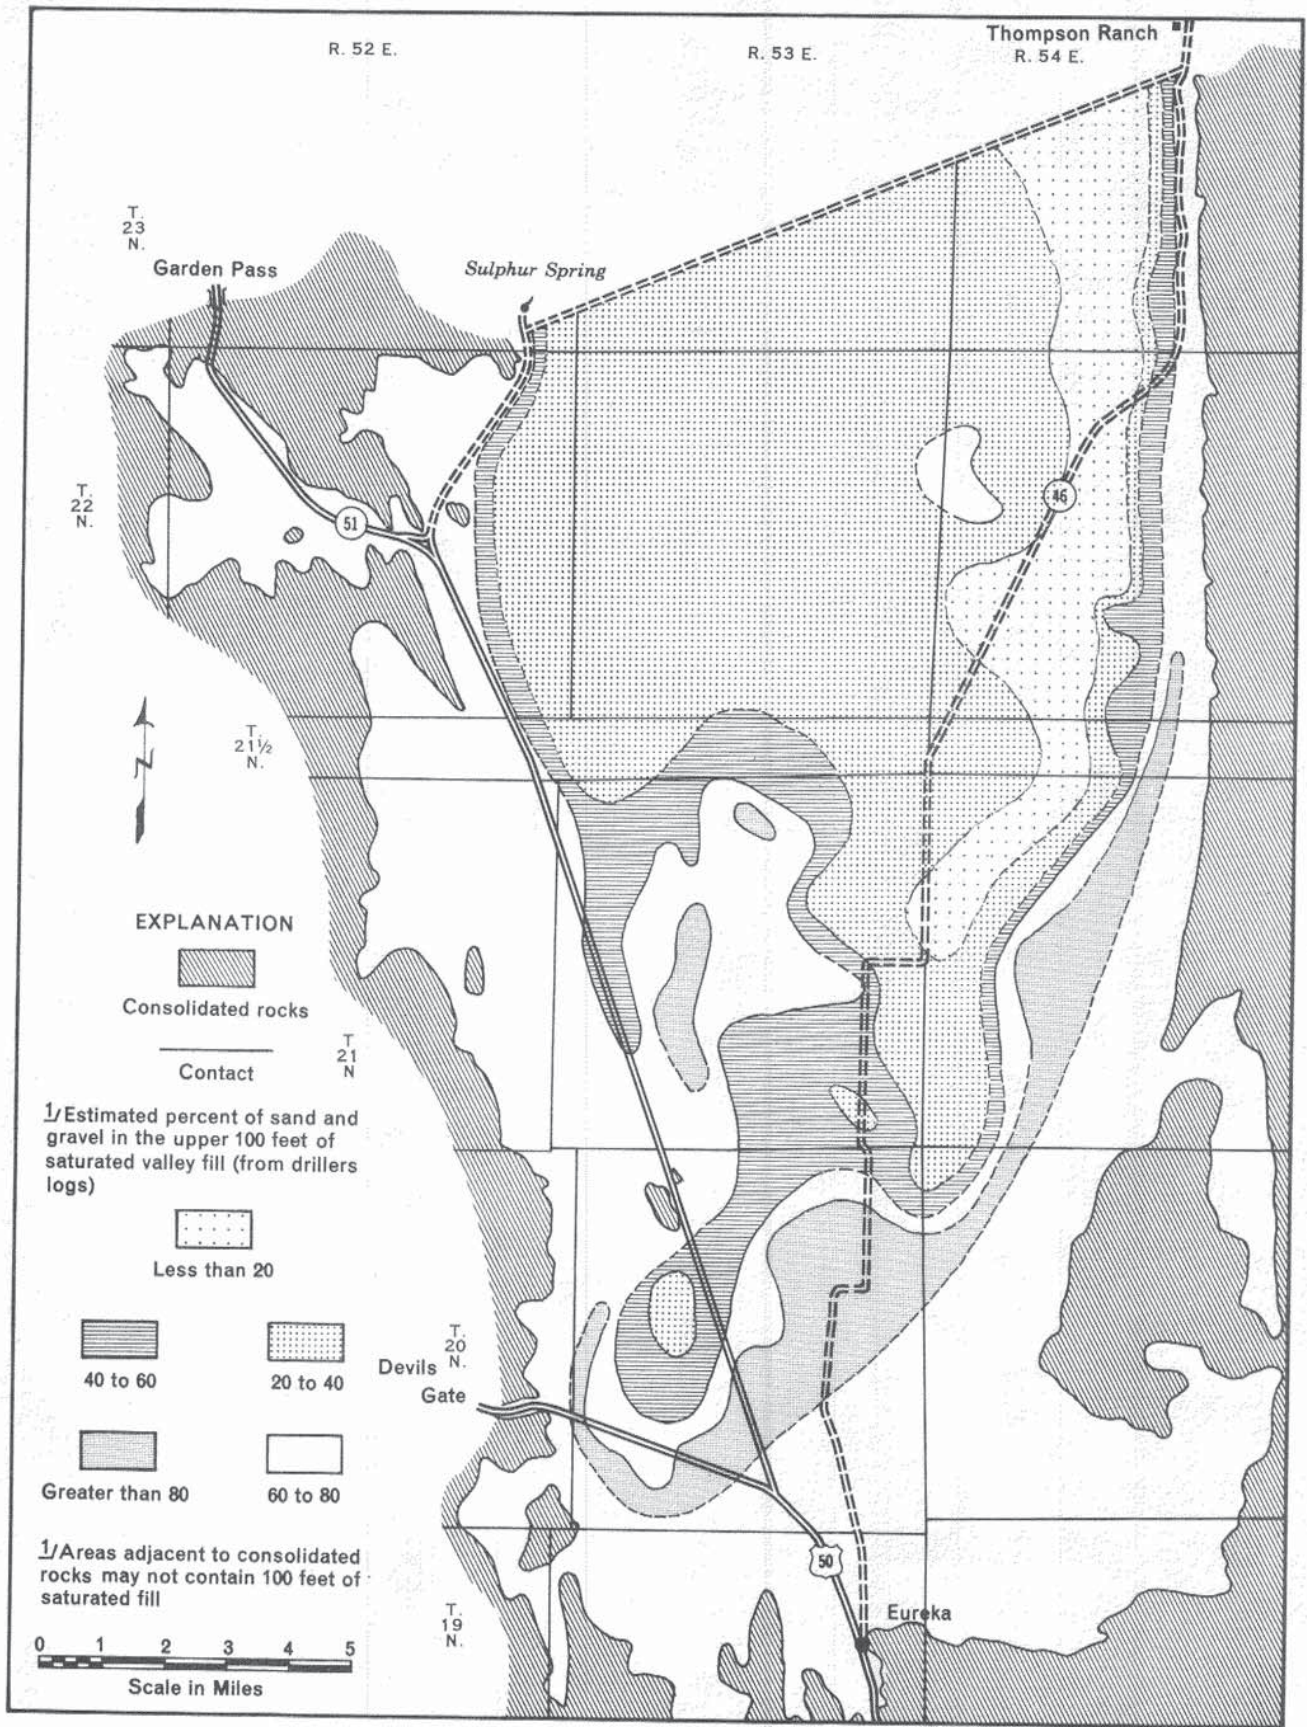 Thompson Ranch
R. 52 E.
R. 53 E.
R. 54 E.
T.
23
N.
Garden Pass
Sulphur Spring
T.
22
N.
51
46
T.
21½
N.
EXPLANATION
Consolidated rocks
Contact
T
21
N
1/Estimated percent of sand and
gravel in the upper 100 feet of
saturated valley fill (from drillers
logs)
Less than 20
40 to 60
20 to 40
Greater than 80
60 to 80
T.
20
N.
Devils
Gate
1/Areas adjacent to consolidated
rocks may not contain 100 feet of
saturated fill
50
Eureka
T.
19
N.
0 1 2 3 4 5
Scale in Miles